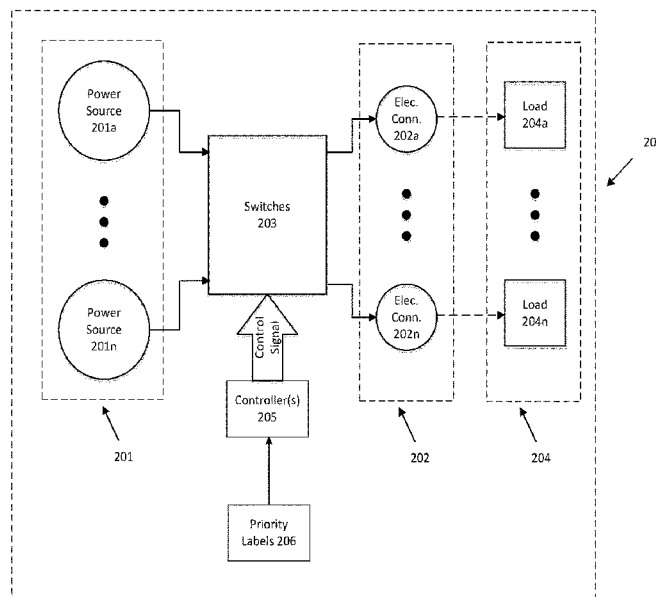 Power
Source
201a
Power
Source
201n
Switches
203
Control
Signal
Controller(s)
205
Priority
Labels 206
Elec.
Conn.
202a
Elec.
Conn.
202n
Load
204a
Load
204n
20
201
202
204